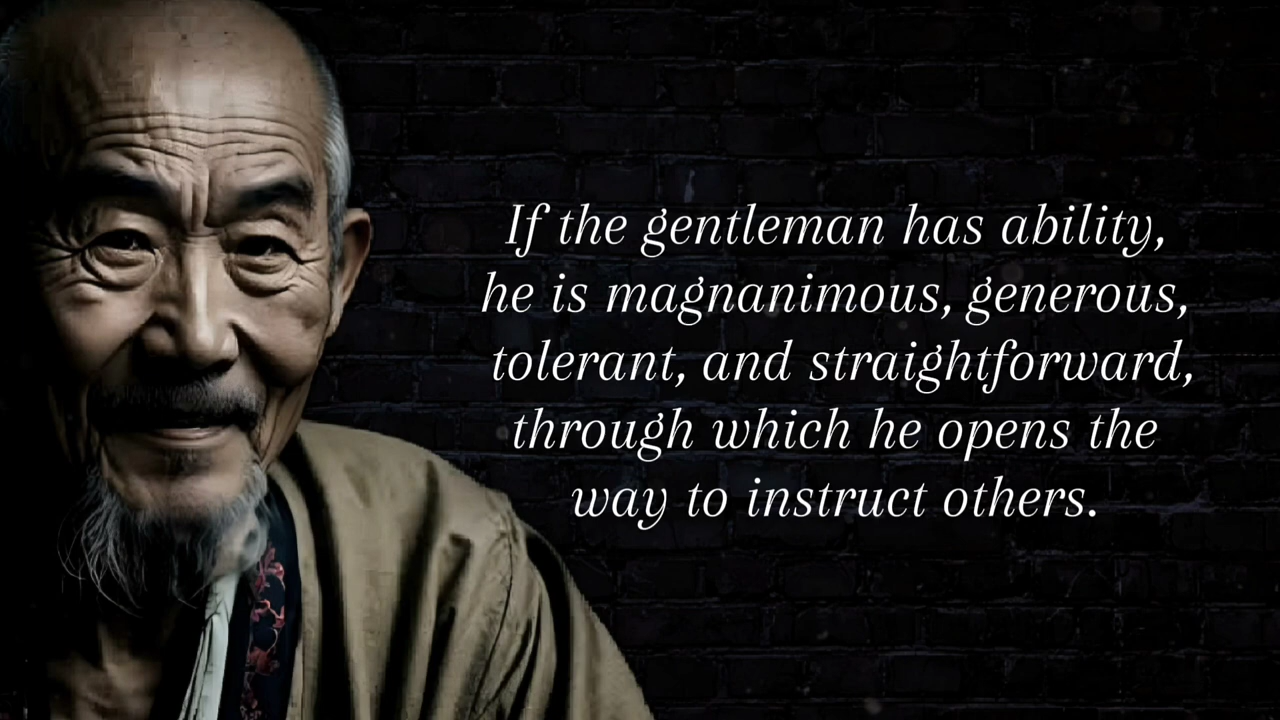 If the gentleman has ability,
he is magnanimous, generous,
tolerant, and straightforward,
through which he opens the
way to instruct others.